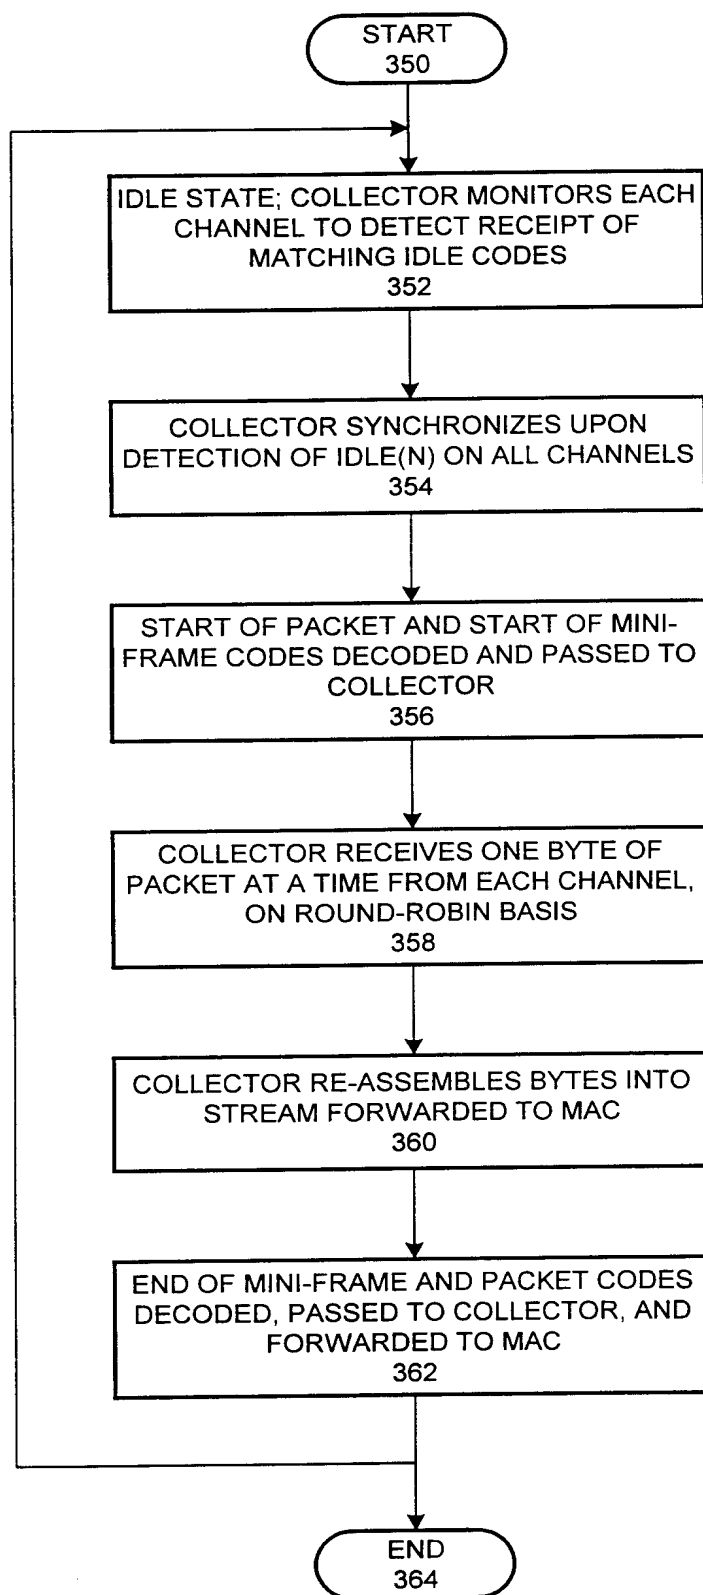 START
350
IDLE STATE; COLLECTOR MONITORS EACH
CHANNEL TO DETECT RECEIPT OF
MATCHING IDLE CODES
352
COLLECTOR SYNCHRONIZES UPON
DETECTION OF IDLE(N) ON ALL CHANNELS
354
START OF PACKET AND START OF MINI-
FRAME CODES DECODED AND PASSED TO
COLLECTOR
356
COLLECTOR RECEIVES ONE BYTE OF
PACKET AT A TIME FROM EACH CHANNEL,
ON ROUND-ROBIN BASIS
358
COLLECTOR RE-ASSEMBLES BYTES INTO
STREAM FORWARDED TO MAC
360
END OF MINI-FRAME AND PACKET CODES
DECODED, PASSED TO COLLECTOR, AND
FORWARDED TO MAC
362
END
364